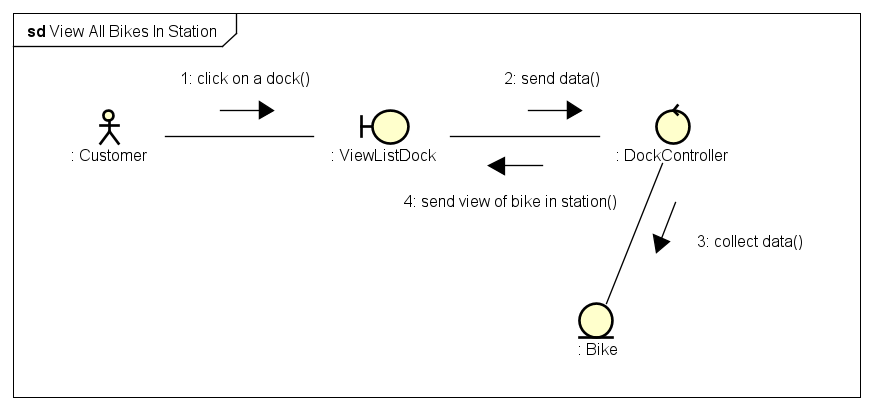 sd View All Bikes In Station
1: click on a dock()
2: send data()
: Customer
: ViewListDock
: DockController
4: send view of bike in station()
3: collect data()
: Bike